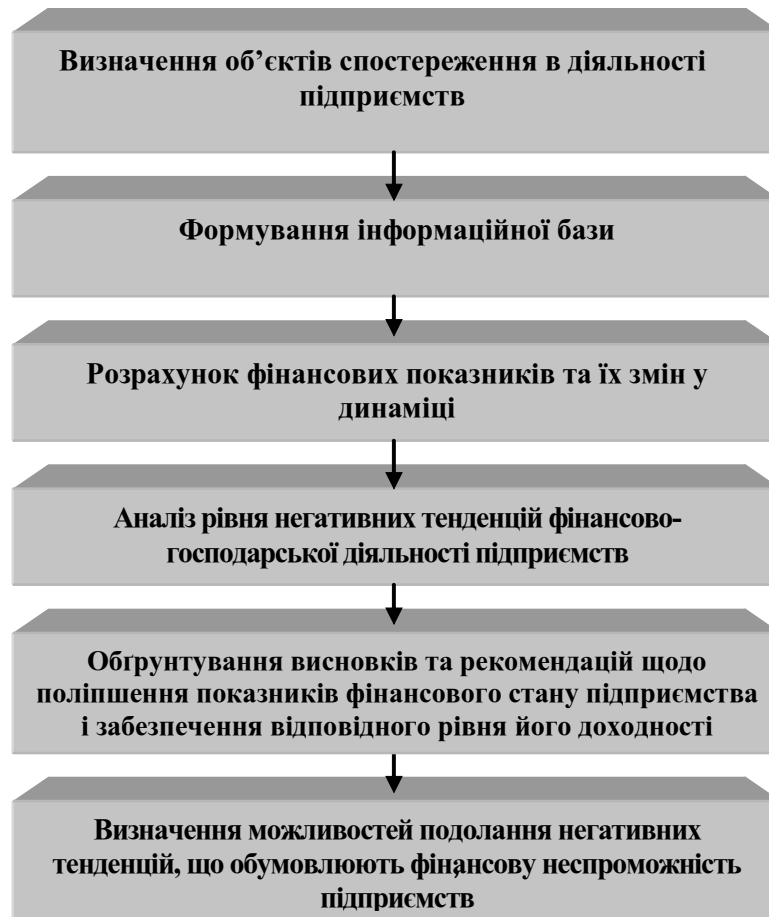 Визначення об’єктів спостереження в діяльності
підприємств
Формування інформаційної бази
Розрахунок фінансових показників та їх змін у
динаміці
Аналіз рівня негативних тенденцій фінансово-
господарської діяльності підприємств
Обґрунтування висновків та рекомендацій щодо
поліпшення показників фінансового стану підприємства
і забезпечення відповідного рівня його доходності
Визначення можливостей подолання негативних
тенденцій, що обумовлюють фінансову неспроможність
підприємств